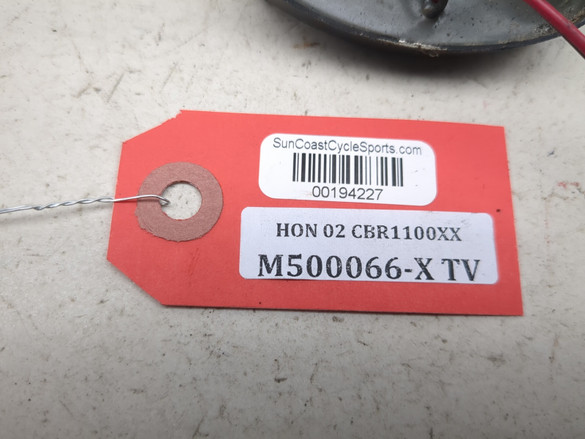 SunCoastCycleSports.com
00194227
HON 02 CBR1100XX
M500066-X TV